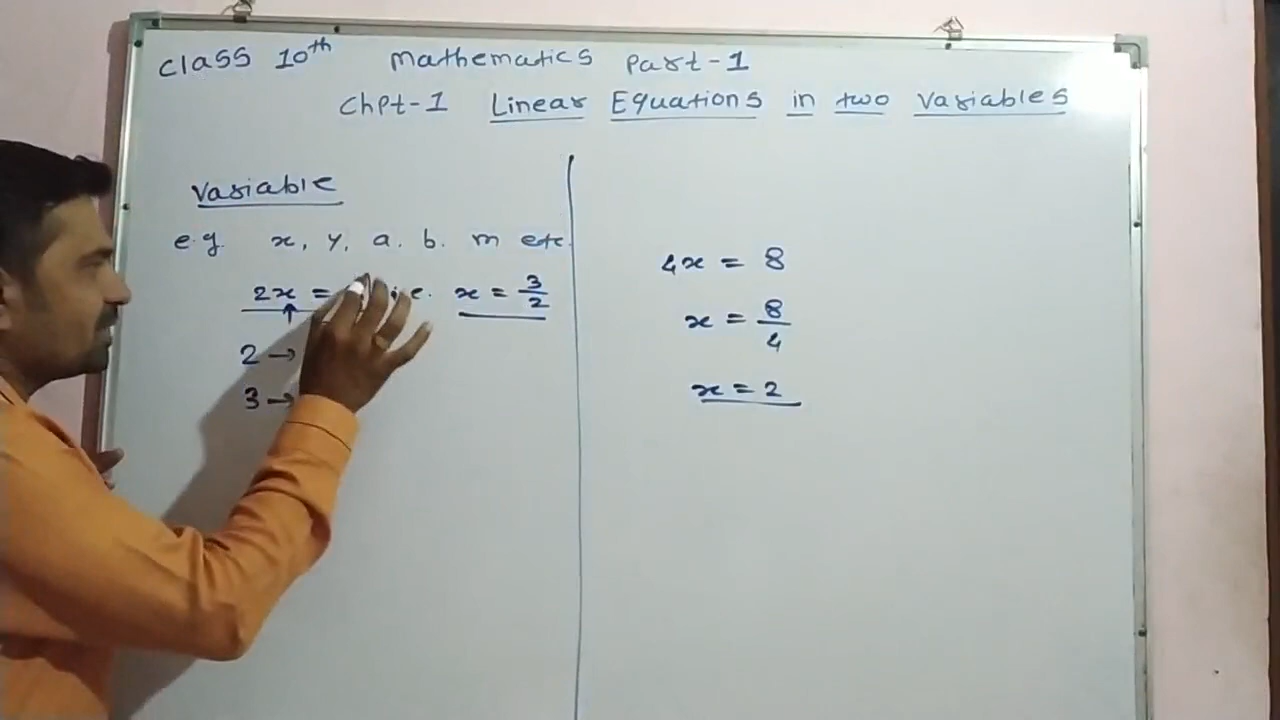 Class 10th Mathematics Part-1
Chpt-1 Linear Equations in two Variables
Variable
e.g. x, y, a. b. m etc.
2x = i.e. x = 3/2
2 →
3 →
4x = 8
x = 8/4
x = 2